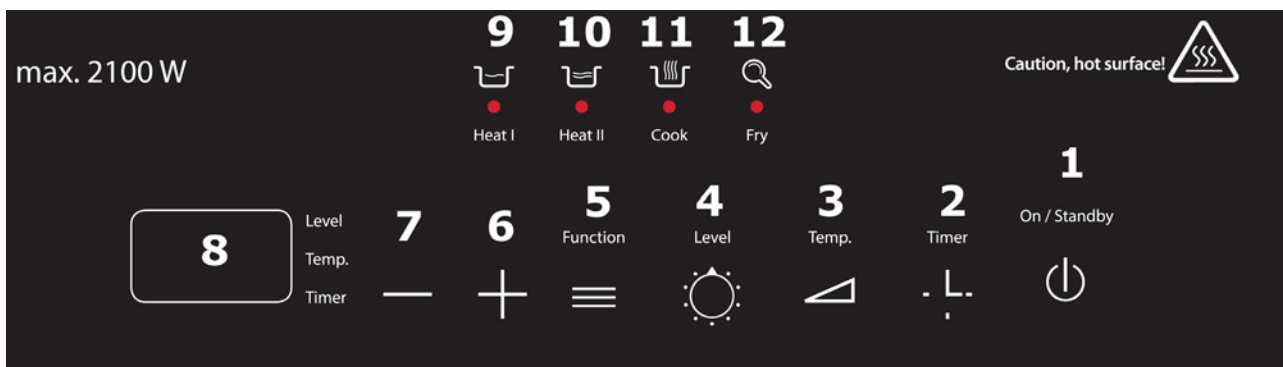 9 10 11 12
max. 2100 W
Caution, hot surface!
Heat I Heat II Cook Fry
1
5 4 3 2
7 6
Level
Function Level Temp. Timer
On / Standby
8
Temp.
Timer